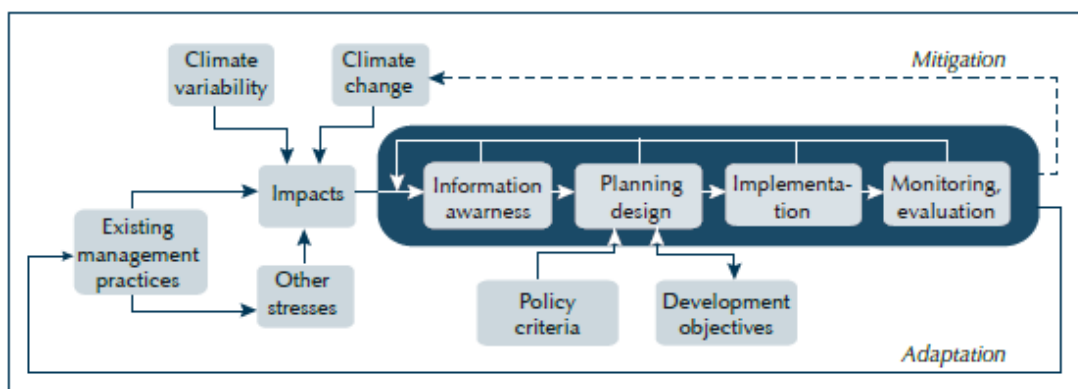 Climate
variability
Climate
change
Mitigation
Impacts
Information
awarness
Planning
design
Implementa-
tion
Monitoring,
evaluation
Existing
management
practices
Other
stresses
Policy
criteria
Development
objectives
Adaptation